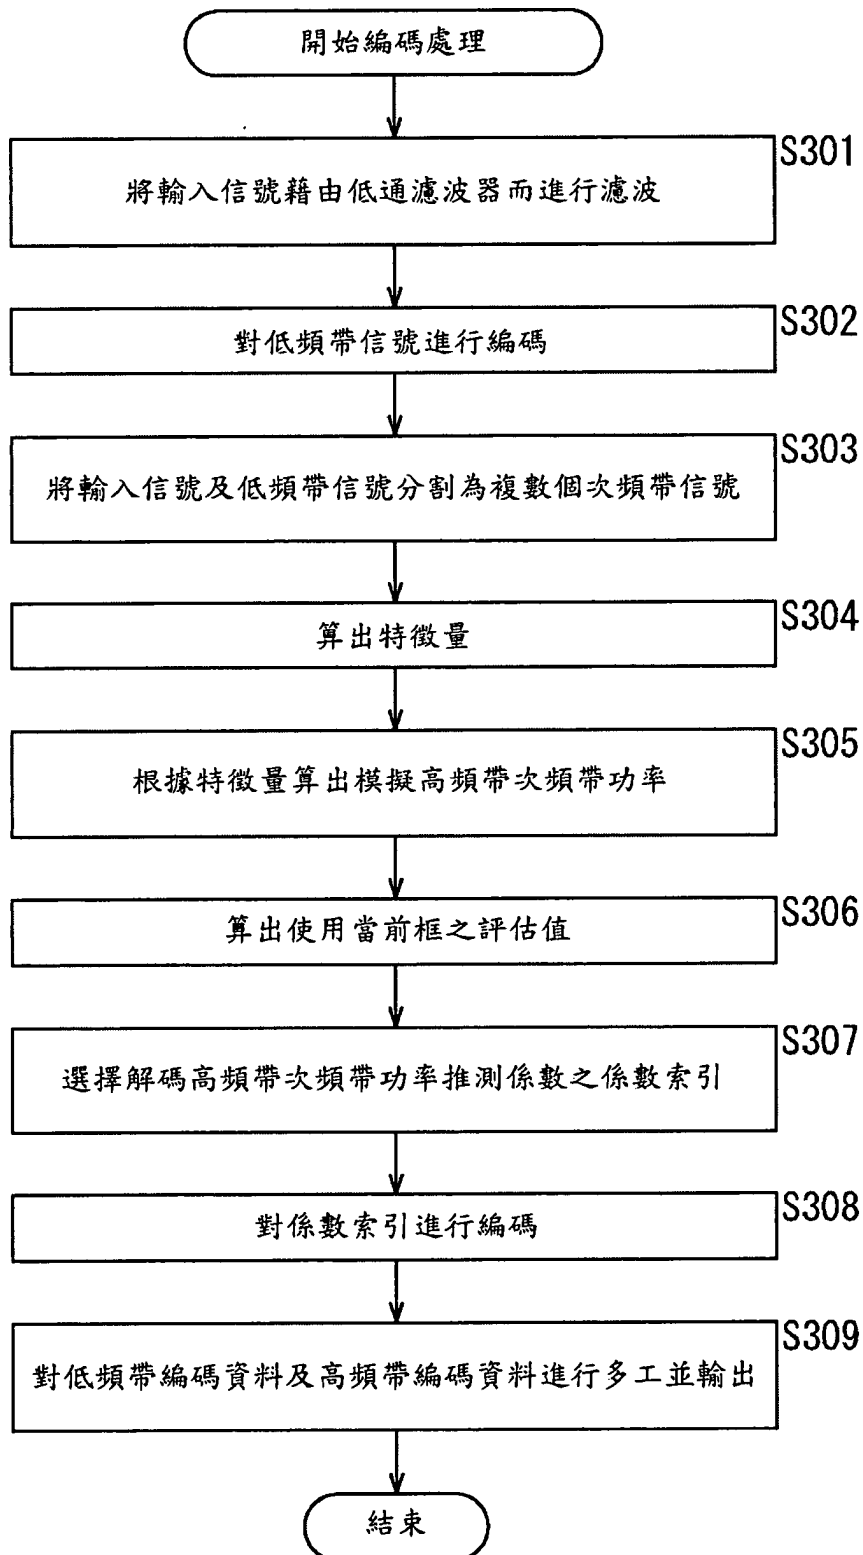 開始編碼處理
S301
將輸入信號藉由低通濾波器而進行濾波
S302
對低頻帶信號進行編碼
S303
將輸入信號及低頻帶信號分割為複數個次頻帶信號
S304
算出特徵量
S305
根據特徵量算出模擬高頻帶次頻帶功率
S306
算出使用當前框之評估值
S307
選擇解碼高頻帶次頻帶功率推測係數之係數索引
S308
對係數索引進行編碼
S309
對低頻帶編碼資料及高頻帶編碼資料進行多工並輸出
結束